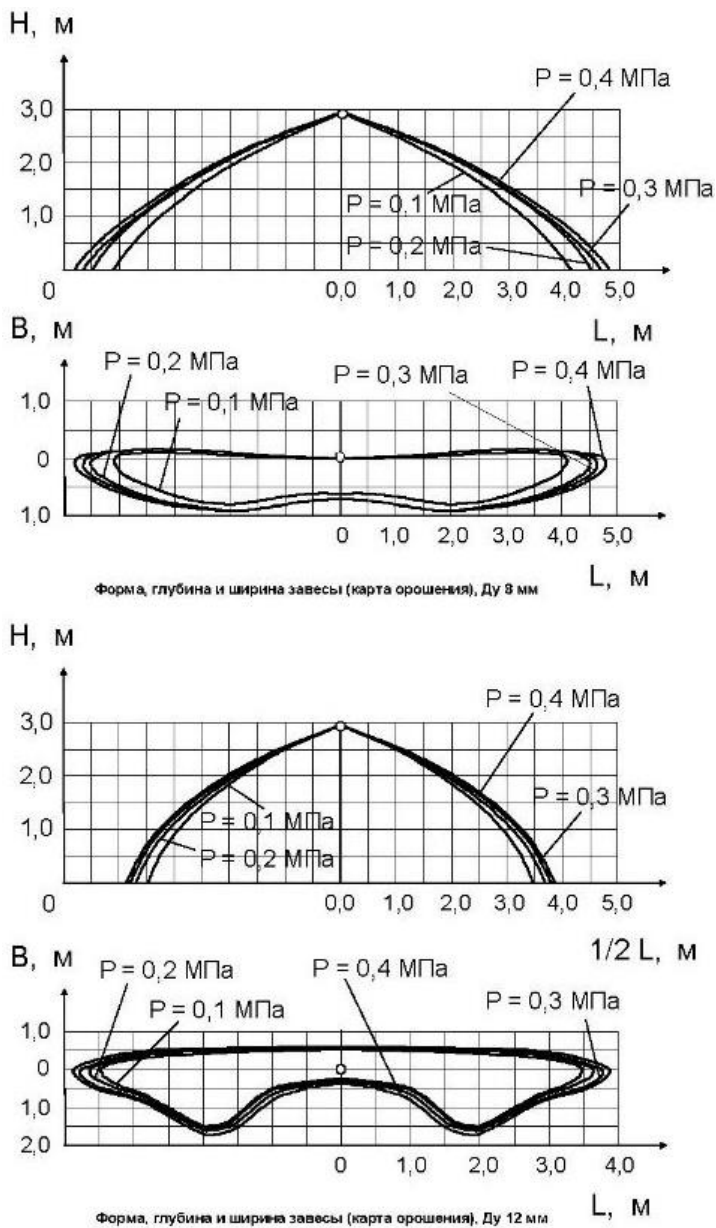 H, м
P = 0,4 МПа
3,0
2,0
P = 0,3 МПа
1,0
P = 0,1 МПа
P = 0,2 МПа
0
0,0 1,0 2,0 3,0 4,0 5,0
B, м
L, м
P = 0,2 МПа
P = 0,3 МПа
P = 0,4 МПа
P = 0,1 МПа
1,0
0
1,0
0 1,0 2,0 3,0 4,0 5,0
Форма, глубина и ширина завесы (карта орошения), Ду 8 мм
L, м
H, м
P = 0,4 МПа
3,0
2,0
P = 0,3 МПа
P = 0,1 МПа
1,0
P = 0,2 МПа
0
0,0 1,0 2,0 3,0 4,0 5,0
B, м
1/2 L, м
P = 0,2 МПа
P = 0,4 МПа
P = 0,1 МПа
P = 0,3 МПа
1,0
0
1,0
2,0
0 1,0 2,0 3,0 4,0
Форма, глубина и ширина завесы (карта орошения), Ду 12 мм
L, м